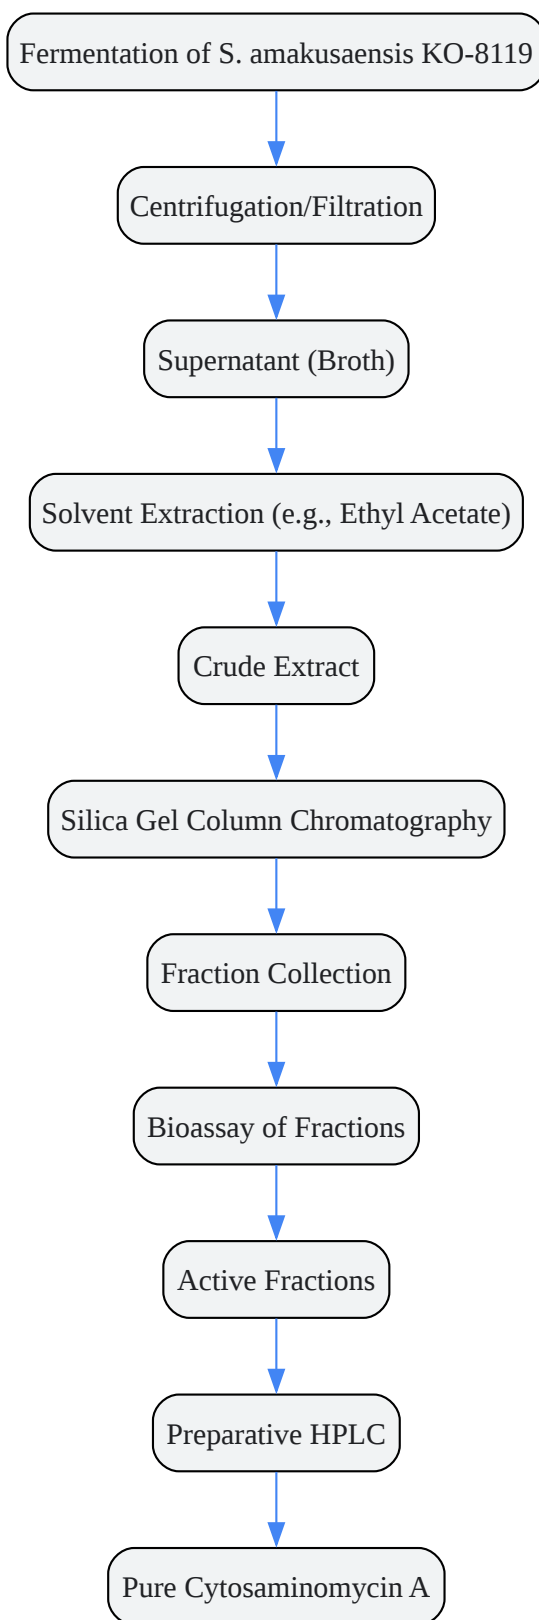 Fermentation of S. amakusaensis KO-8119
Centrifugation/Filtration
Supernatant (Broth)
Solvent Extraction (e.g., Ethyl Acetate)
Crude Extract
Silica Gel Column Chromatography
Fraction Collection
Bioassay of Fractions
Active Fractions
Preparative HPLC
Pure Cytosaminomycin A